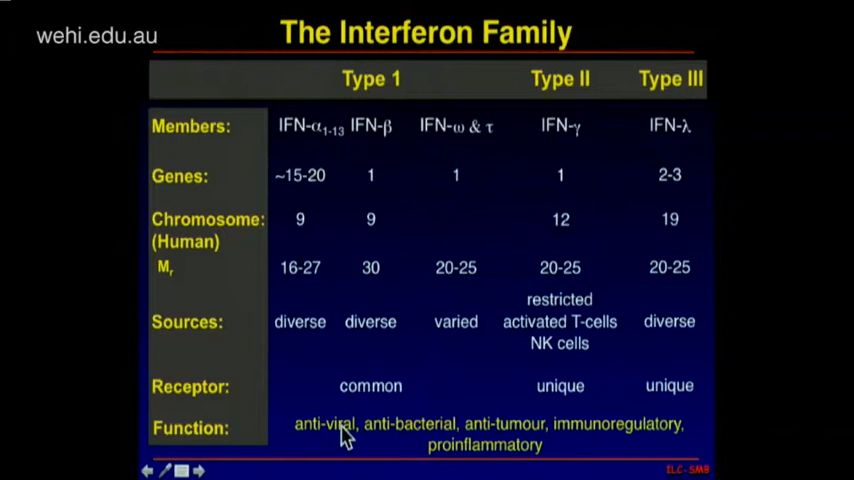 wehi.edu.au
The Interferon Family
Type 1 Type II Type III
Members: IFN-α1-13 IFN-β IFN-ω & τ IFN-γ IFN-λ
Genes: ~15-20 1 1 1 2-3
Chromosome: 9 9 12 19
(Human)
Mr 16-27 30 20-25 20-25 20-25
restricted
Sources: diverse diverse varied activated T-cells diverse
NK cells
Receptor: common unique unique
Function: anti-viral, anti-bacterial, anti-tumour, immunoregulatory,
proinflammatory
ILC-SMB